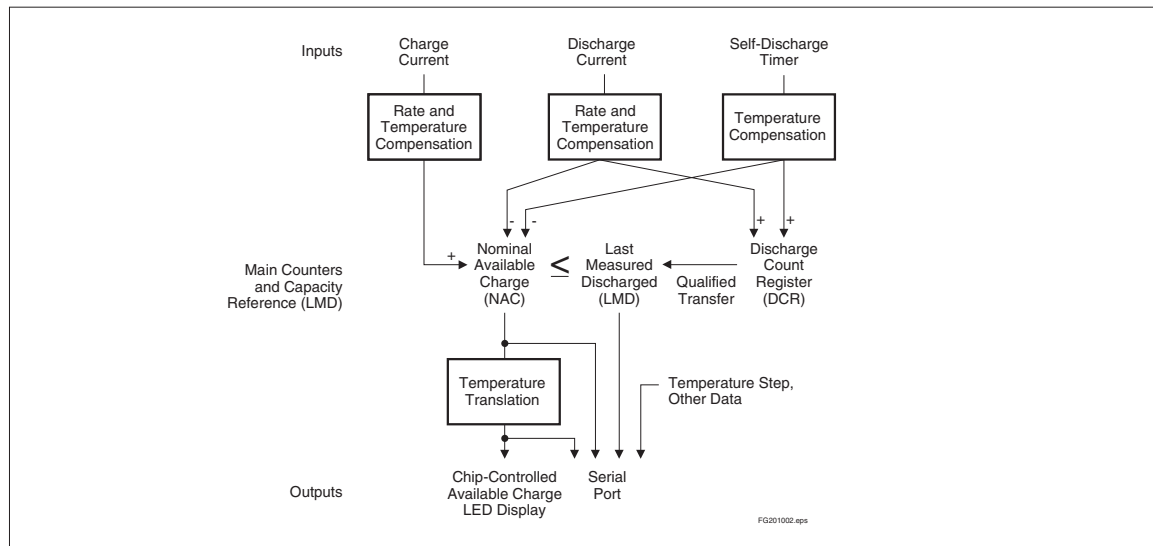 Inputs
Charge
Current
Discharge
Current
Self-Discharge
Timer
Rate and
Temperature
Compensation
Rate and
Temperature
Compensation
Temperature
Compensation
- -
+ +
+
Main Counters
and Capacity
Reference (LMD)
Nominal
Available
Charge
(NAC)
≤
Last
Measured
Discharged
(LMD)
Qualified
Transfer
Discharge
Count
Register
(DCR)
Temperature
Translation
Temperature Step,
Other Data
Outputs
Chip-Controlled
Available Charge
LED Display
Serial
Port
FG201002.eps